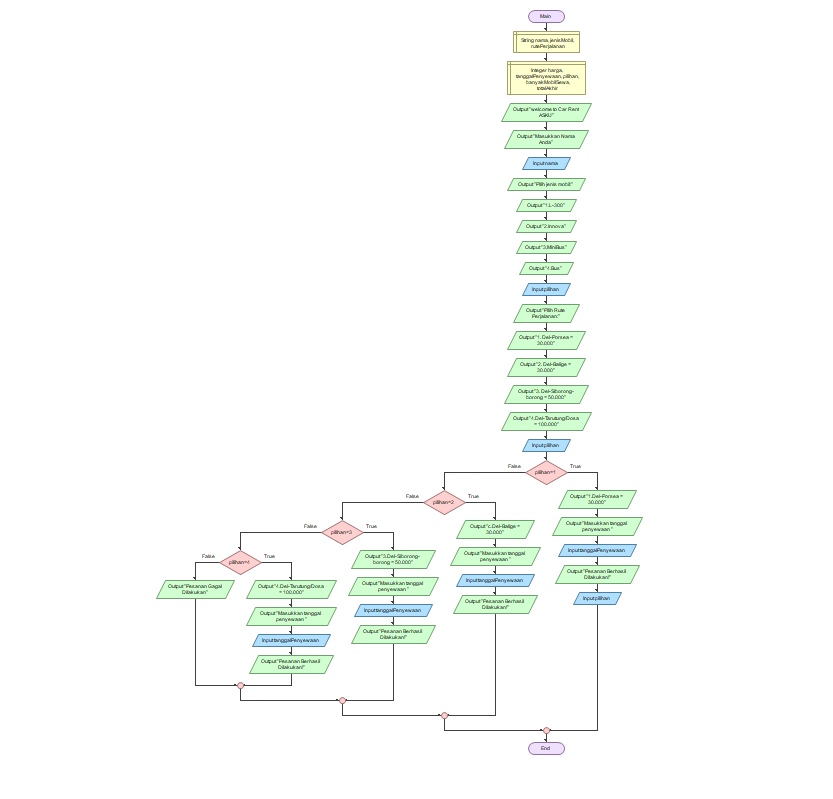 Main
String nama, jenisMobil,
rutePerjalanan
Integer harga,
tanggalPenyewaan, pilihan,
banyakMobilSewa,
totalAkhir
Output "welcome to Car Rent
ASKU"
Output "Masukkan Nama
Anda"
Input nama
Output "Pilih jenis mobil"
Output "1.L-300"
Output "2.Innova"
Output "3.MiniBus"
Output "4.Bus"
Input pilihan
Output "Pilih Rute
Perjalanan:"
Output "1. Del-Porsea =
30.000"
Output "2. Del-Balige =
30.000"
Output "3. Del-Siborong-
borong = 50.000"
Output "4.Del-Tarutung/Dosa
= 100.000"
Input pilihan
False
pilihan=1
True
False
pilihan=2
True
Output "1.Del-Porsea =
30.000"
Output "Masukkan tanggal
penyewaan "
Input tanggalPenyewaan
Output "Pesanan Berhasil
Dilakukan!"
Input pilihan
False
pilihan=3
True
Output "c.Del-Balige =
30.000"
Output "Masukkan tanggal
penyewaan "
Input tanggalPenyewaan
Output "Pesanan Berhasil
Dilakukan!"
False
pilihan=4
True
Output "3.Del-Siborong-
borong = 50.000"
Output "Masukkan tanggal
penyewaan "
Input tanggalPenyewaan
Output "Pesanan Berhasil
Dilakukan!"
Output "Pesanan Gagal
Dilakukan"
Output "4.Del-Tarutung/Dosa
= 100.000"
Output "Masukkan tanggal
penyewaan "
Input tanggalPenyewaan
Output "Pesanan Berhasil
Dilakukan!"
End